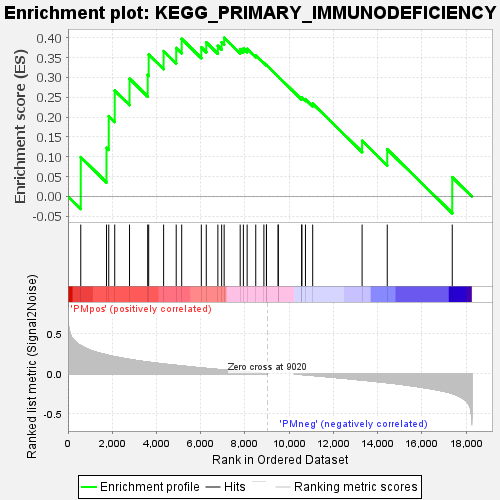 Enrichment plot: KEGG_PRIMARY_IMMUNODEFICIENCY
Enrichment score (ES)
0.40
0.35
0.30
0.25
0.20
0.15
0.10
0.05
0.00
-0.05
'PMpos' (positively correlated)
Ranked list metric (Signal2Noise)
0.5
0.0
-0.5
Zero cross at 9020
'PMneg' (negatively correlated)
0 2,000 4,000 6,000 8,000 10,000 12,000 14,000 16,000 18,000
Rank in Ordered Dataset
Enrichment profile Hits Ranking metric scores